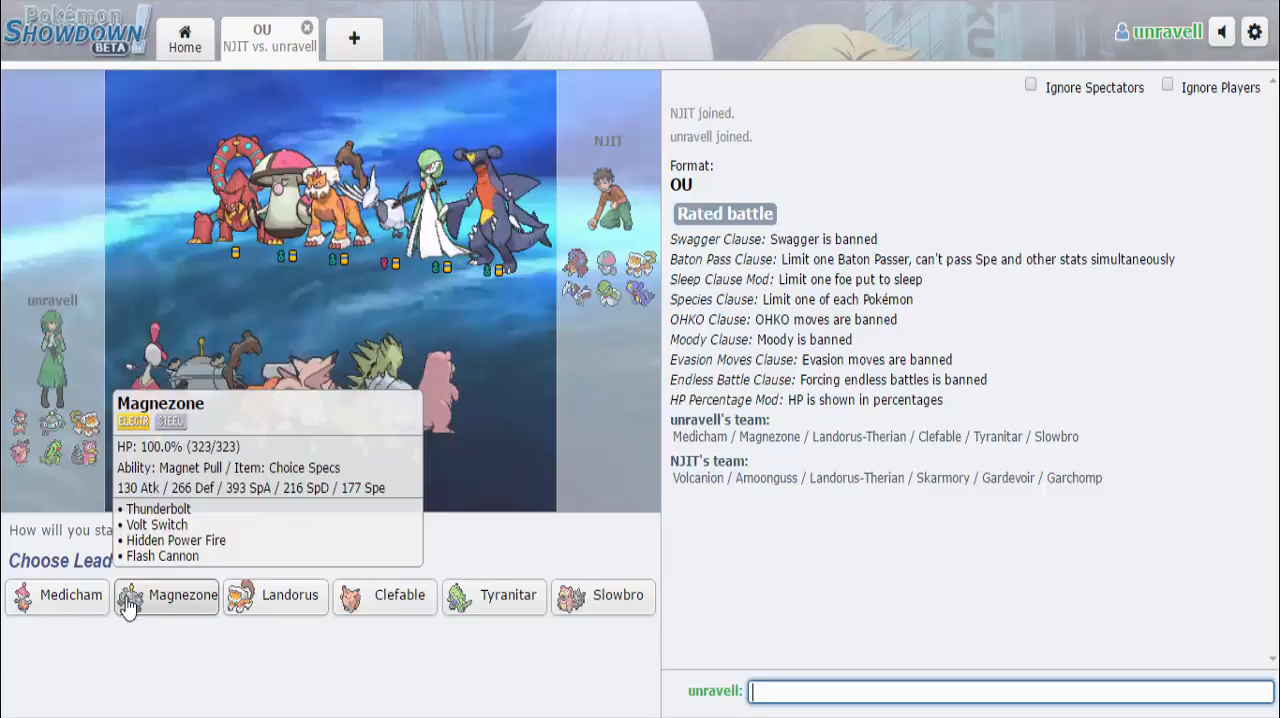 Pokémon
SHOWDOWN!
BETA
Home
OU
NJIT vs. unravell
+
unravell
Ignore Spectators
Ignore Players
NJIT joined.
unravell joined.
Format:
OU
Rated battle
Swagger Clause: Swagger is banned
Baton Pass Clause: Limit one Baton Passer, can't pass Spe and other stats simultaneously
Sleep Clause Mod: Limit one foe put to sleep
Species Clause: Limit one of each Pokémon
OHKO Clause: OHKO moves are banned
Moody Clause: Moody is banned
Evasion Moves Clause: Evasion moves are banned
Endless Battle Clause: Forcing endless battles is banned
HP Percentage Mod: HP is shown in percentages
unravell's team:
Medicham / Magnezone / Landorus-Therian / Clefable / Tyranitar / Slowbro
NJIT's team:
Volcanion / Amoonguss / Landorus-Therian / Skarmory / Gardevoir / Garchomp
NJIT
unravell
Magnezone
ELECTR STEEL
HP: 100.0% (323/323)
Ability: Magnet Pull / Item: Choice Specs
130 Atk / 266 Def / 393 SpA / 216 SpD / 177 Spe
• Thunderbolt
• Volt Switch
• Hidden Power Fire
• Flash Cannon
How will you sta
Choose Lead
Medicham
Magnezone
Landorus
Clefable
Tyranitar
Slowbro
unravell: